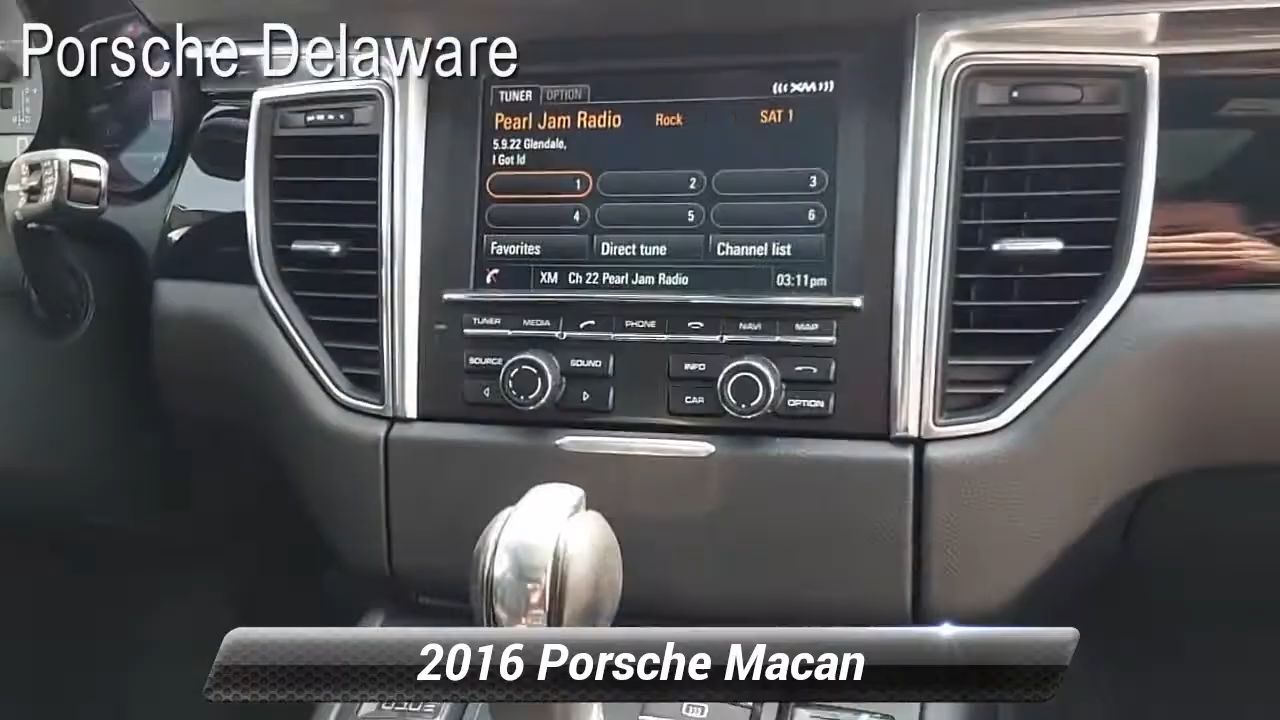 Porsche Delaware
TUNER OPTION
(((XM)))
Pearl Jam Radio Rock SAT 1
5.9.22 Glendale,
I Got Id
1 2 3
4 5 6
Favorites Direct tune Channel list
XM Ch 22 Pearl Jam Radio 03:11pm
TUNER MEDIA PHONE NAVI MAP
SOURCE SOUND INFO
CAR OPTION
2016 Porsche Macan